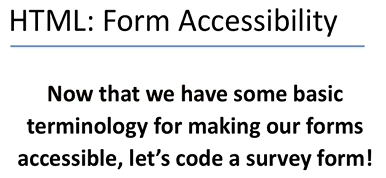 HTML: Form Accessibility
Now that we have some basic
terminology for making our forms
accessible, let’s code a survey form!